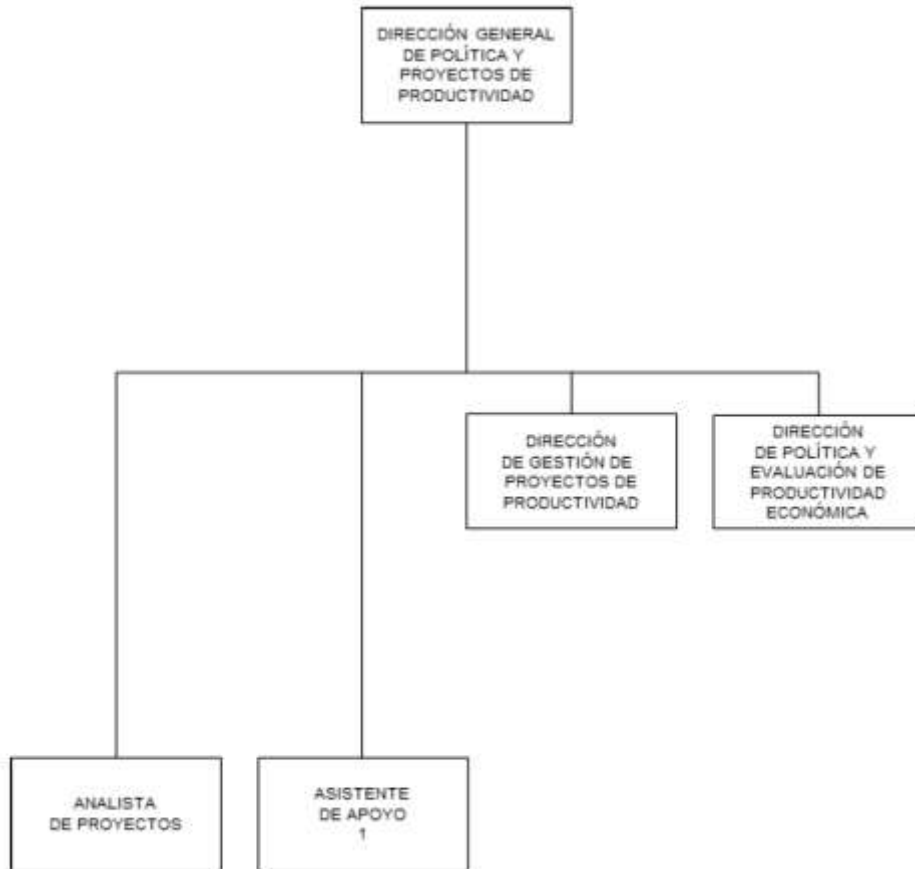 DIRECCIÓN GENERAL
DE POLÍTICA Y
PROYECTOS DE
PRODUCTIVIDAD
DIRECCIÓN
DE GESTIÓN DE
PROYECTOS DE
PRODUCTIVIDAD
DIRECCIÓN
DE POLÍTICA Y
EVALUACIÓN DE
PRODUCTIVIDAD
ECONÓMICA
ANALISTA
DE PROYECTOS
ASISTENTE
DE APOYO
1